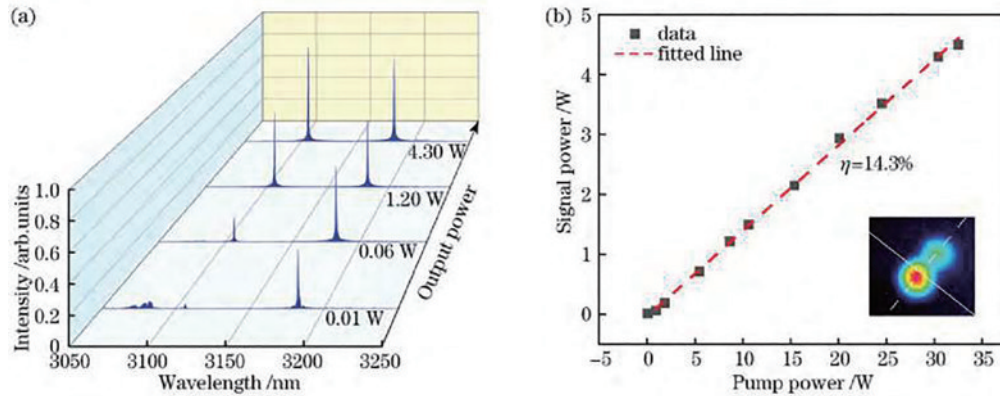 (a)
Intensity /arb.units
1.0
0.8
0.6
0.4
0.2
0
3050
3100
3150
3200
3250
Wavelength /nm
4.30 W
1.20 W
0.06 W
0.01 W
Output power
(b)
Signal power /W
5
4
3
2
1
0
data
fitted line
η=14.3%
−5
0
5
10
15
20
25
30
35
Pump power /W